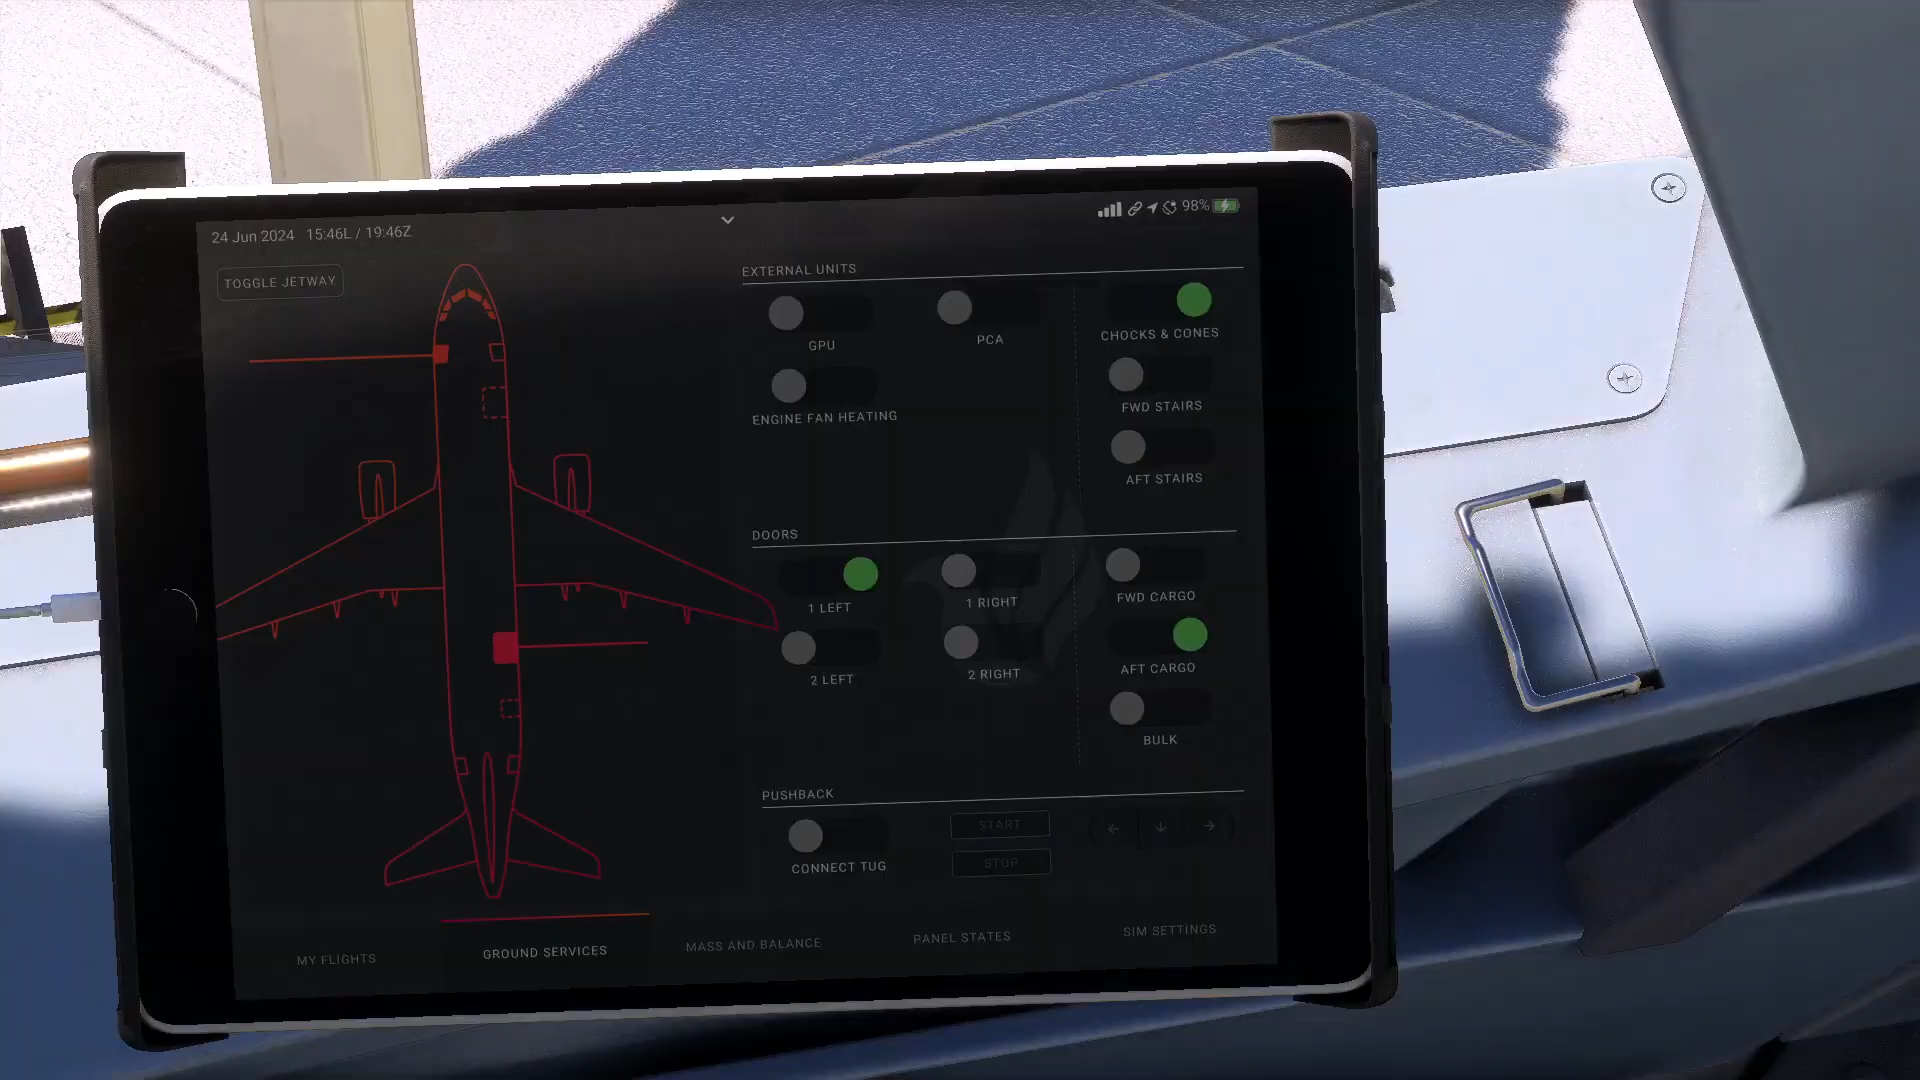 24 Jun 2024 15:46L / 19:46Z
98%
TOGGLE JETWAY
EXTERNAL UNITS
GPU
PCA
CHOCKS & CONES
ENGINE FAN HEATING
FWD STAIRS
AFT STAIRS
DOORS
1 LEFT
1 RIGHT
FWD CARGO
2 LEFT
2 RIGHT
AFT CARGO
BULK
PUSHBACK
CONNECT TUG
START
STOP
MY FLIGHTS
GROUND SERVICES
MASS AND BALANCE
PANEL STATES
SIM SETTINGS